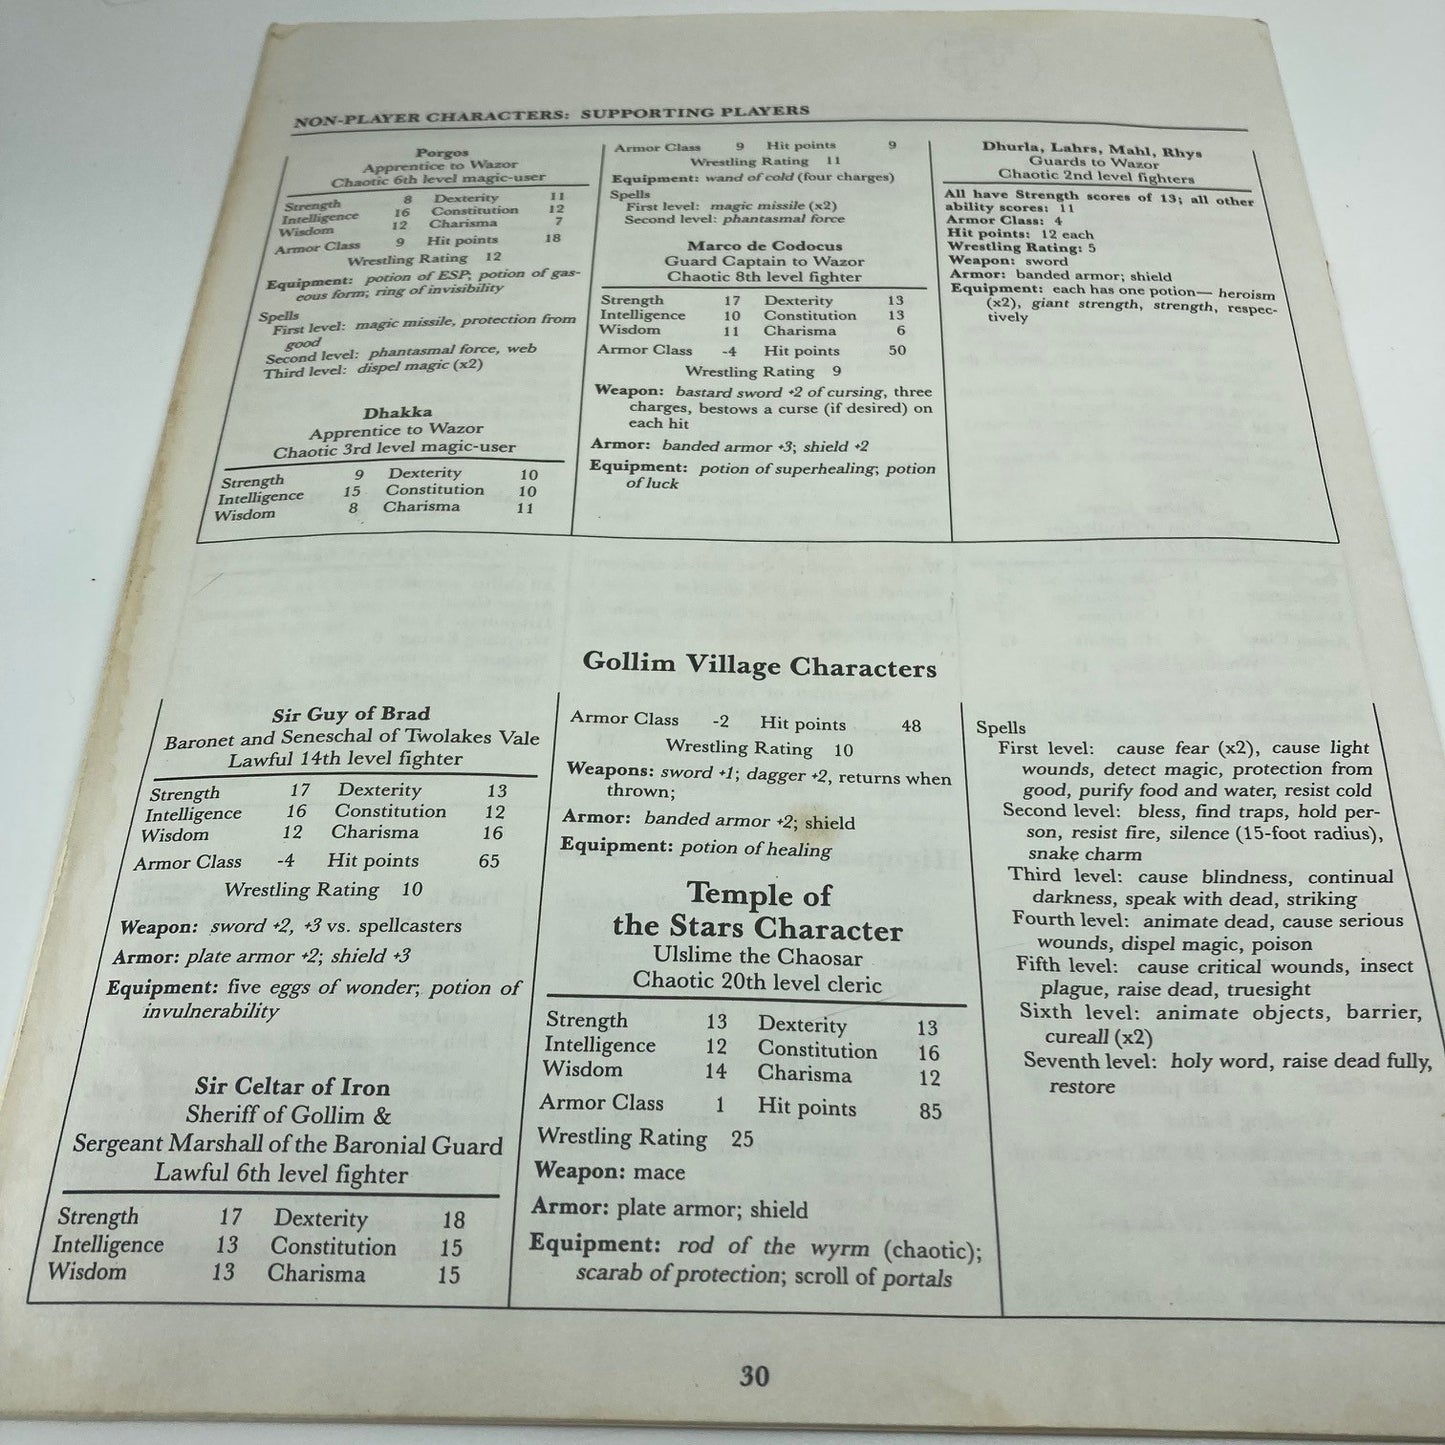 NON-PLAYER CHARACTERS: SUPPORTING PLAYERS
Porgos
Apprentice to Wazor
Chaotic 6th level magic-user
Strength 8 Dexterity 11
Intelligence 16 Constitution 12
Wisdom 12 Charisma 7
Armor Class 9 Hit points 18
Wrestling Rating 12
Equipment: potion of ESP; potion of gas-
eous form; ring of invisibility
Spells
First level: magic missile, protection from
good
Second level: phantasmal force, web
Third level: dispel magic (x2)
Dhakka
Apprentice to Wazor
Chaotic 3rd level magic-user
Strength 9 Dexterity 10
Intelligence 15 Constitution 10
Wisdom 8 Charisma 11
Armor Class 9 Hit points 9
Wrestling Rating 11
Equipment: wand of cold (four charges)
Spells
First level: magic missile (x2)
Second level: phantasmal force
Marco de Codocus
Guard Captain to Wazor
Chaotic 8th level fighter
Strength 17 Dexterity 13
Intelligence 10 Constitution 13
Wisdom 11 Charisma 6
Armor Class -4 Hit points 50
Wrestling Rating 9
Weapon: bastard sword +2 of cursing, three
charges, bestows a curse (if desired) on
each hit
Armor: banded armor +3; shield +2
Equipment: potion of superhealing; potion
of luck
Dhurla, Lahrs, Mahl, Rhys
Guards to Wazor
Chaotic 2nd level fighters
All have Strength scores of 13; all other
ability scores: 11
Armor Class: 4
Hit points: 12 each
Wrestling Rating: 5
Weapon: sword
Armor: banded armor; shield
Equipment: each has one potion— heroism
(x2), giant strength, strength, respec-
tively
Gollim Village Characters
Sir Guy of Brad
Baronet and Seneschal of Twolakes Vale
Lawful 14th level fighter
Strength 17 Dexterity 13
Intelligence 16 Constitution 12
Wisdom 12 Charisma 16
Armor Class -4 Hit points 65
Wrestling Rating 10
Weapon: sword +2, +3 vs. spellcasters
Armor: plate armor +2; shield +3
Equipment: five eggs of wonder; potion of
invulnerability
Sir Celtar of Iron
Sheriff of Gollim &
Sergeant Marshall of the Baronial Guard
Lawful 6th level fighter
Strength 17 Dexterity 18
Intelligence 13 Constitution 15
Wisdom 13 Charisma 15
Armor Class -2 Hit points 48
Wrestling Rating 10
Weapons: sword +1; dagger +2, returns when
thrown;
Armor: banded armor +2; shield
Equipment: potion of healing
Temple of
the Stars Character
Ulslime the Chaosar
Chaotic 20th level cleric
Strength 13 Dexterity 13
Intelligence 12 Constitution 16
Wisdom 14 Charisma 12
Armor Class 1 Hit points 85
Wrestling Rating 25
Weapon: mace
Armor: plate armor; shield
Equipment: rod of the wyrm (chaotic);
scarab of protection; scroll of portals
Spells
First level: cause fear (x2), cause light
wounds, detect magic, protection from
good, purify food and water, resist cold
Second level: bless, find traps, hold per-
son, resist fire, silence (15-foot radius),
snake charm
Third level: cause blindness, continual
darkness, speak with dead, striking
Fourth level: animate dead, cause serious
wounds, dispel magic, poison
Fifth level: cause critical wounds, insect
plague, raise dead, truesight
Sixth level: animate objects, barrier,
cureall (x2)
Seventh level: holy word, raise dead fully,
restore
30